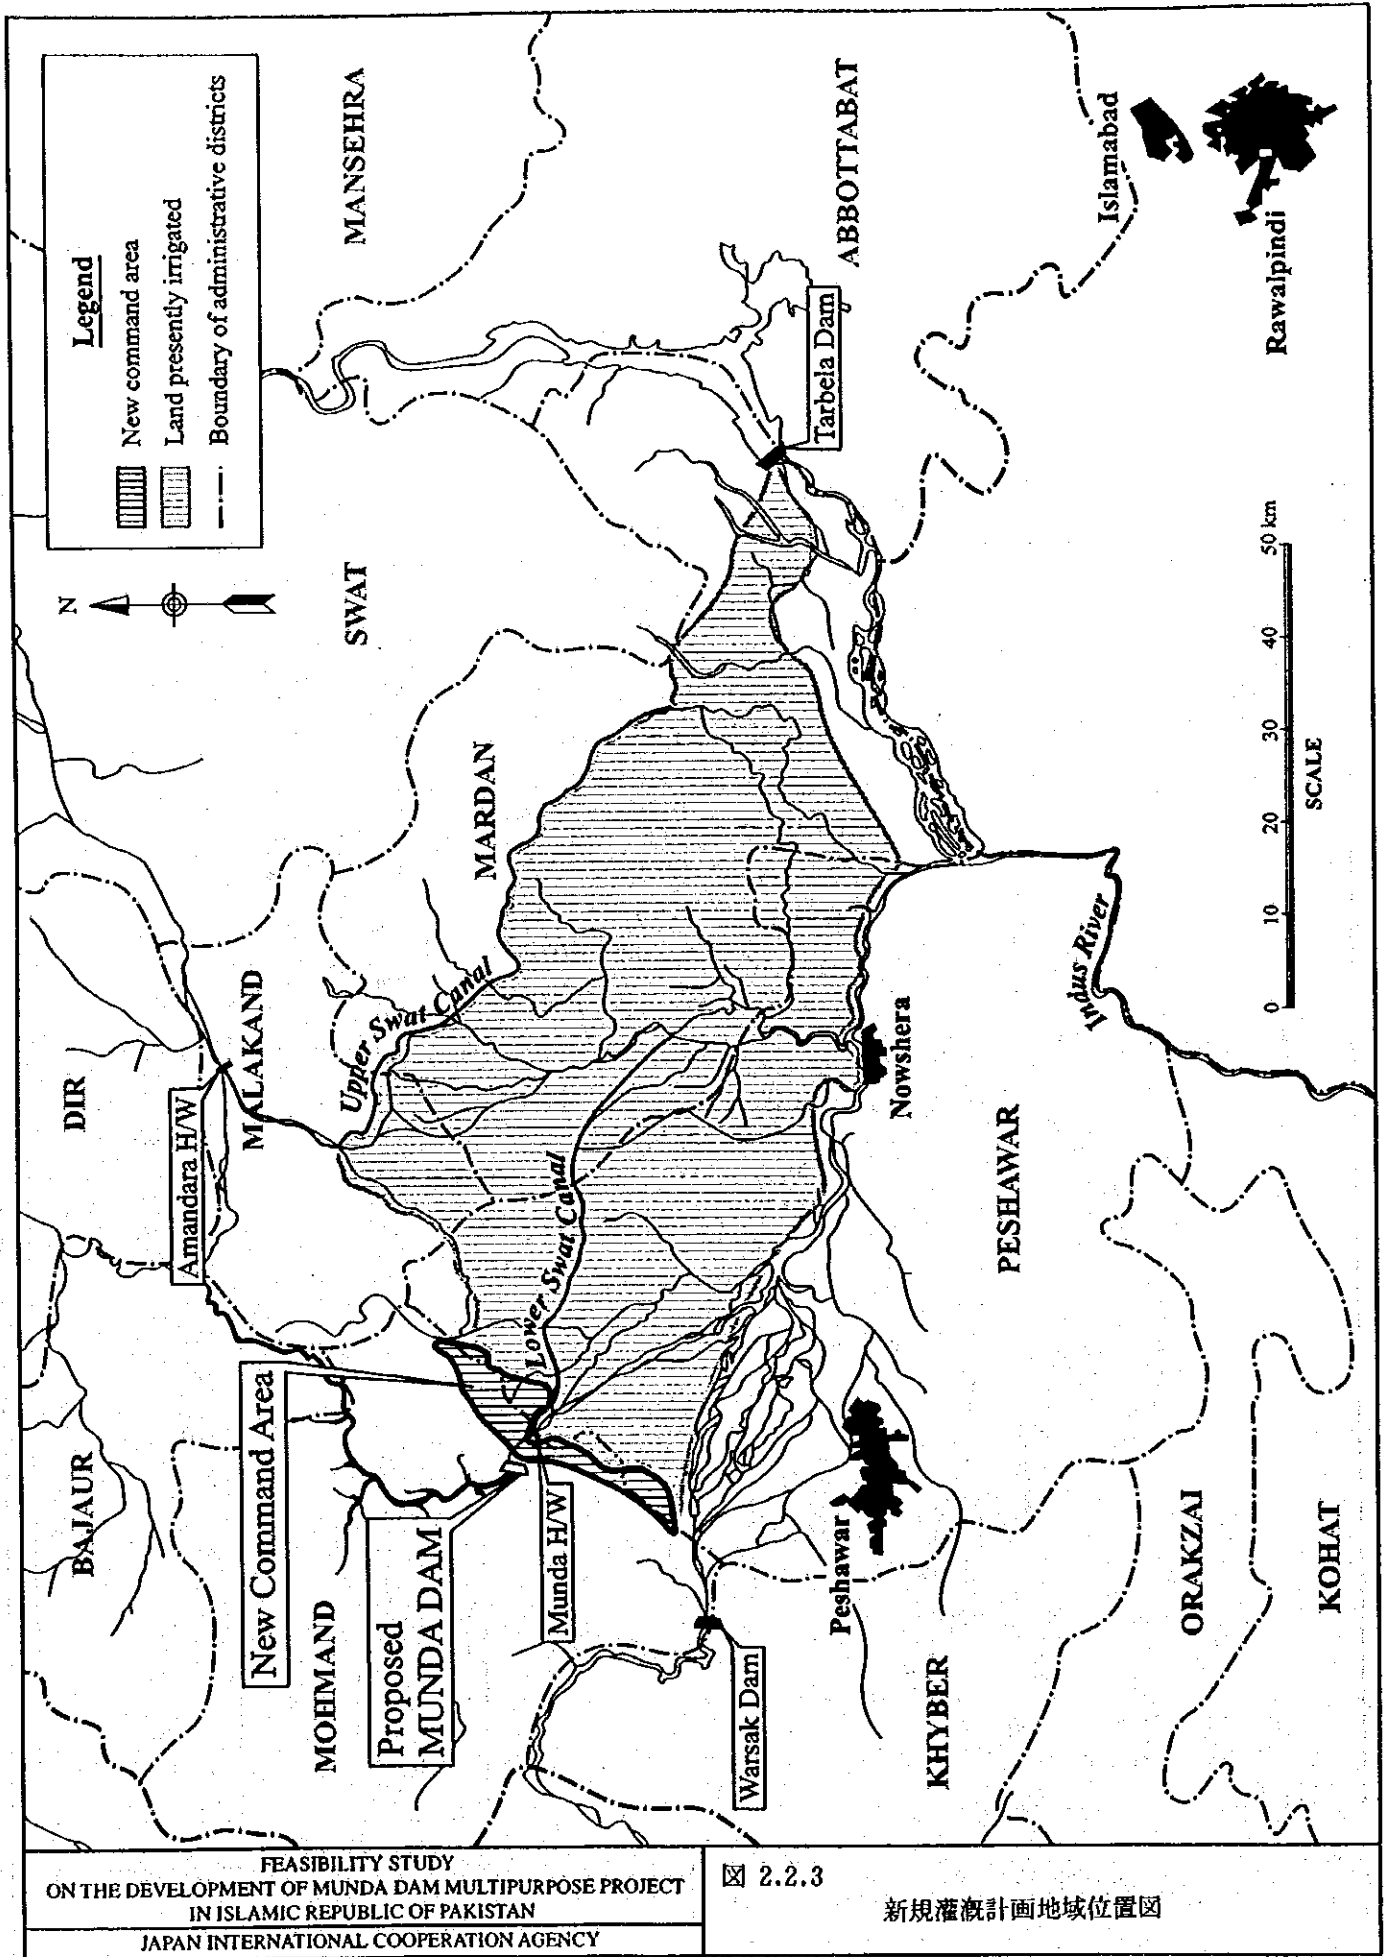 Legend
New command area
Land presently irrigated
Boundary of administrative districts
N
MANSEHRA
SWAT
ABBOTTABAT
Islamabad
Rawalpindi
Tarbela Dam
MARDAN
DIR
MALAKAND
Amandara H/W
Upper Swat Canal
Lower Swat Canal
BAJAUR
New Command Area
MOHMAND
Proposed
MUNDA DAM
Munda H/W
Warsak Dam
Peshawar
Nowshera
PESHAWAR
Indus River
KHYBER
ORAKZAI
KOHAT
0 10 20 30 40 50 km
SCALE
FEASIBILITY STUDY
ON THE DEVELOPMENT OF MUNDA DAM MULTIPURPOSE PROJECT
IN ISLAMIC REPUBLIC OF PAKISTAN
JAPAN INTERNATIONAL COOPERATION AGENCY
図 2.2.3
新規灌漑計画地域位置図